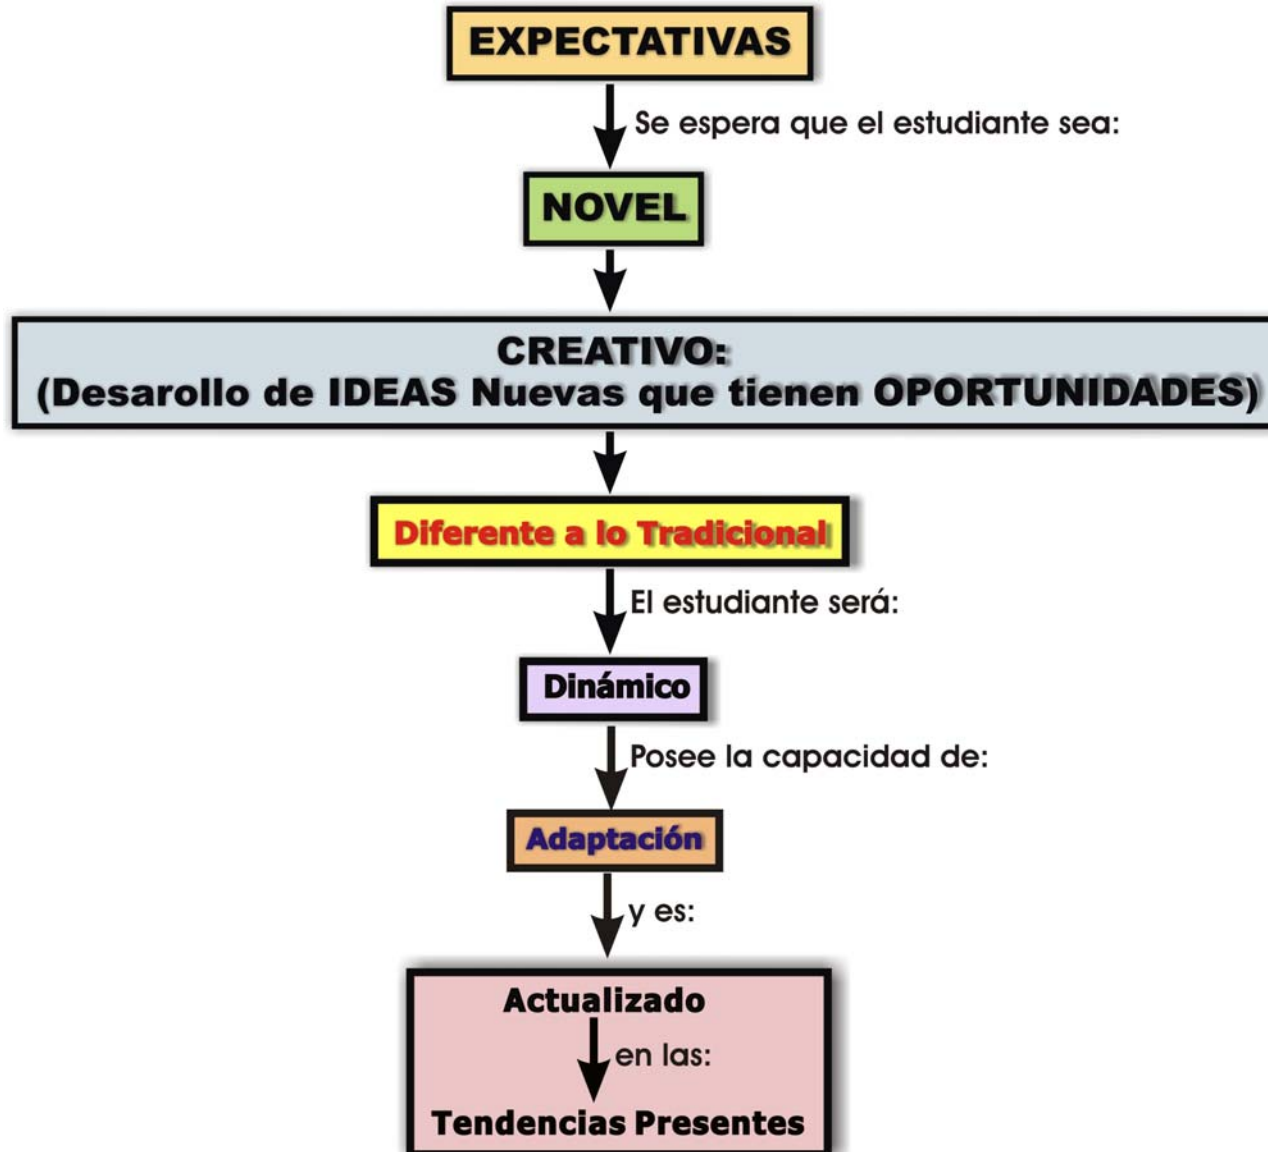 EXPECTATIVAS
Se espera que el estudiante sea:
NOVEL
CREATIVO:
(Desarollo de IDEAS Nuevas que tienen OPORTUNIDADES)
Diferente a lo Tradicional
El estudiante será:
Dinámico
Posee la capacidad de:
Adaptación
y es:
Actualizado
en las:
Tendencias Presentes